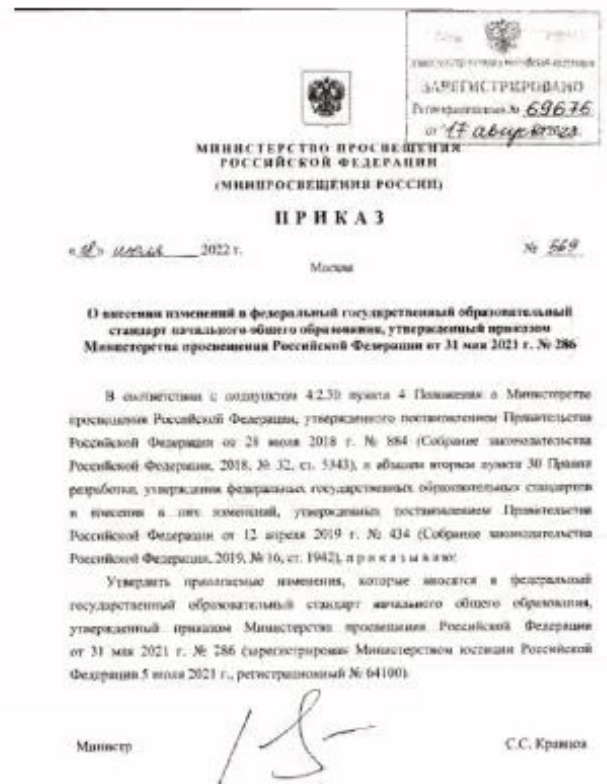 ЗАРЕГИСТРИРОВАНО
Регистрационный № 69676
от 17 августа 2022
МИНИСТЕРСТВО ПРОСВЕЩЕНИЯ
РОССИЙСКОЙ ФЕДЕРАЦИИ
(МИНПРОСВЕЩЕНИЯ РОССИИ)
ПРИКАЗ
«18» июля 2022 г.
№ 569
Москва
О внесении изменений в федеральный государственный образовательный
стандарт начального общего образования, утвержденный приказом
Министерства просвещения Российской Федерации от 31 мая 2021 г. № 286
В соответствии с подпунктом 4.2.30 пункта 4 Положения о Министерстве
просвещения Российской Федерации, утвержденного постановлением Правительства
Российской Федерации от 28 июля 2018 г. № 884 (Собрание законодательства
Российской Федерации, 2018, № 32, ст. 5343), и абзацем вторым пункта 30 Правил
разработки, утверждения федеральных государственных образовательных стандартов
и внесения в них изменений, утвержденных постановлением Правительства
Российской Федерации от 12 апреля 2019 г. № 434 (Собрание законодательства
Российской Федерации, 2019, № 16, ст. 1942), п р и к а з ы в а ю:
Утвердить прилагаемые изменения, которые вносятся в федеральный
государственный образовательный стандарт начального общего образования,
утвержденный приказом Министерства просвещения Российской Федерации
от 31 мая 2021 г. № 286 (зарегистрирован Министерством юстиции Российской
Федерации 5 июля 2021 г., регистрационный № 64100).
Министр
С.С. Кравцов